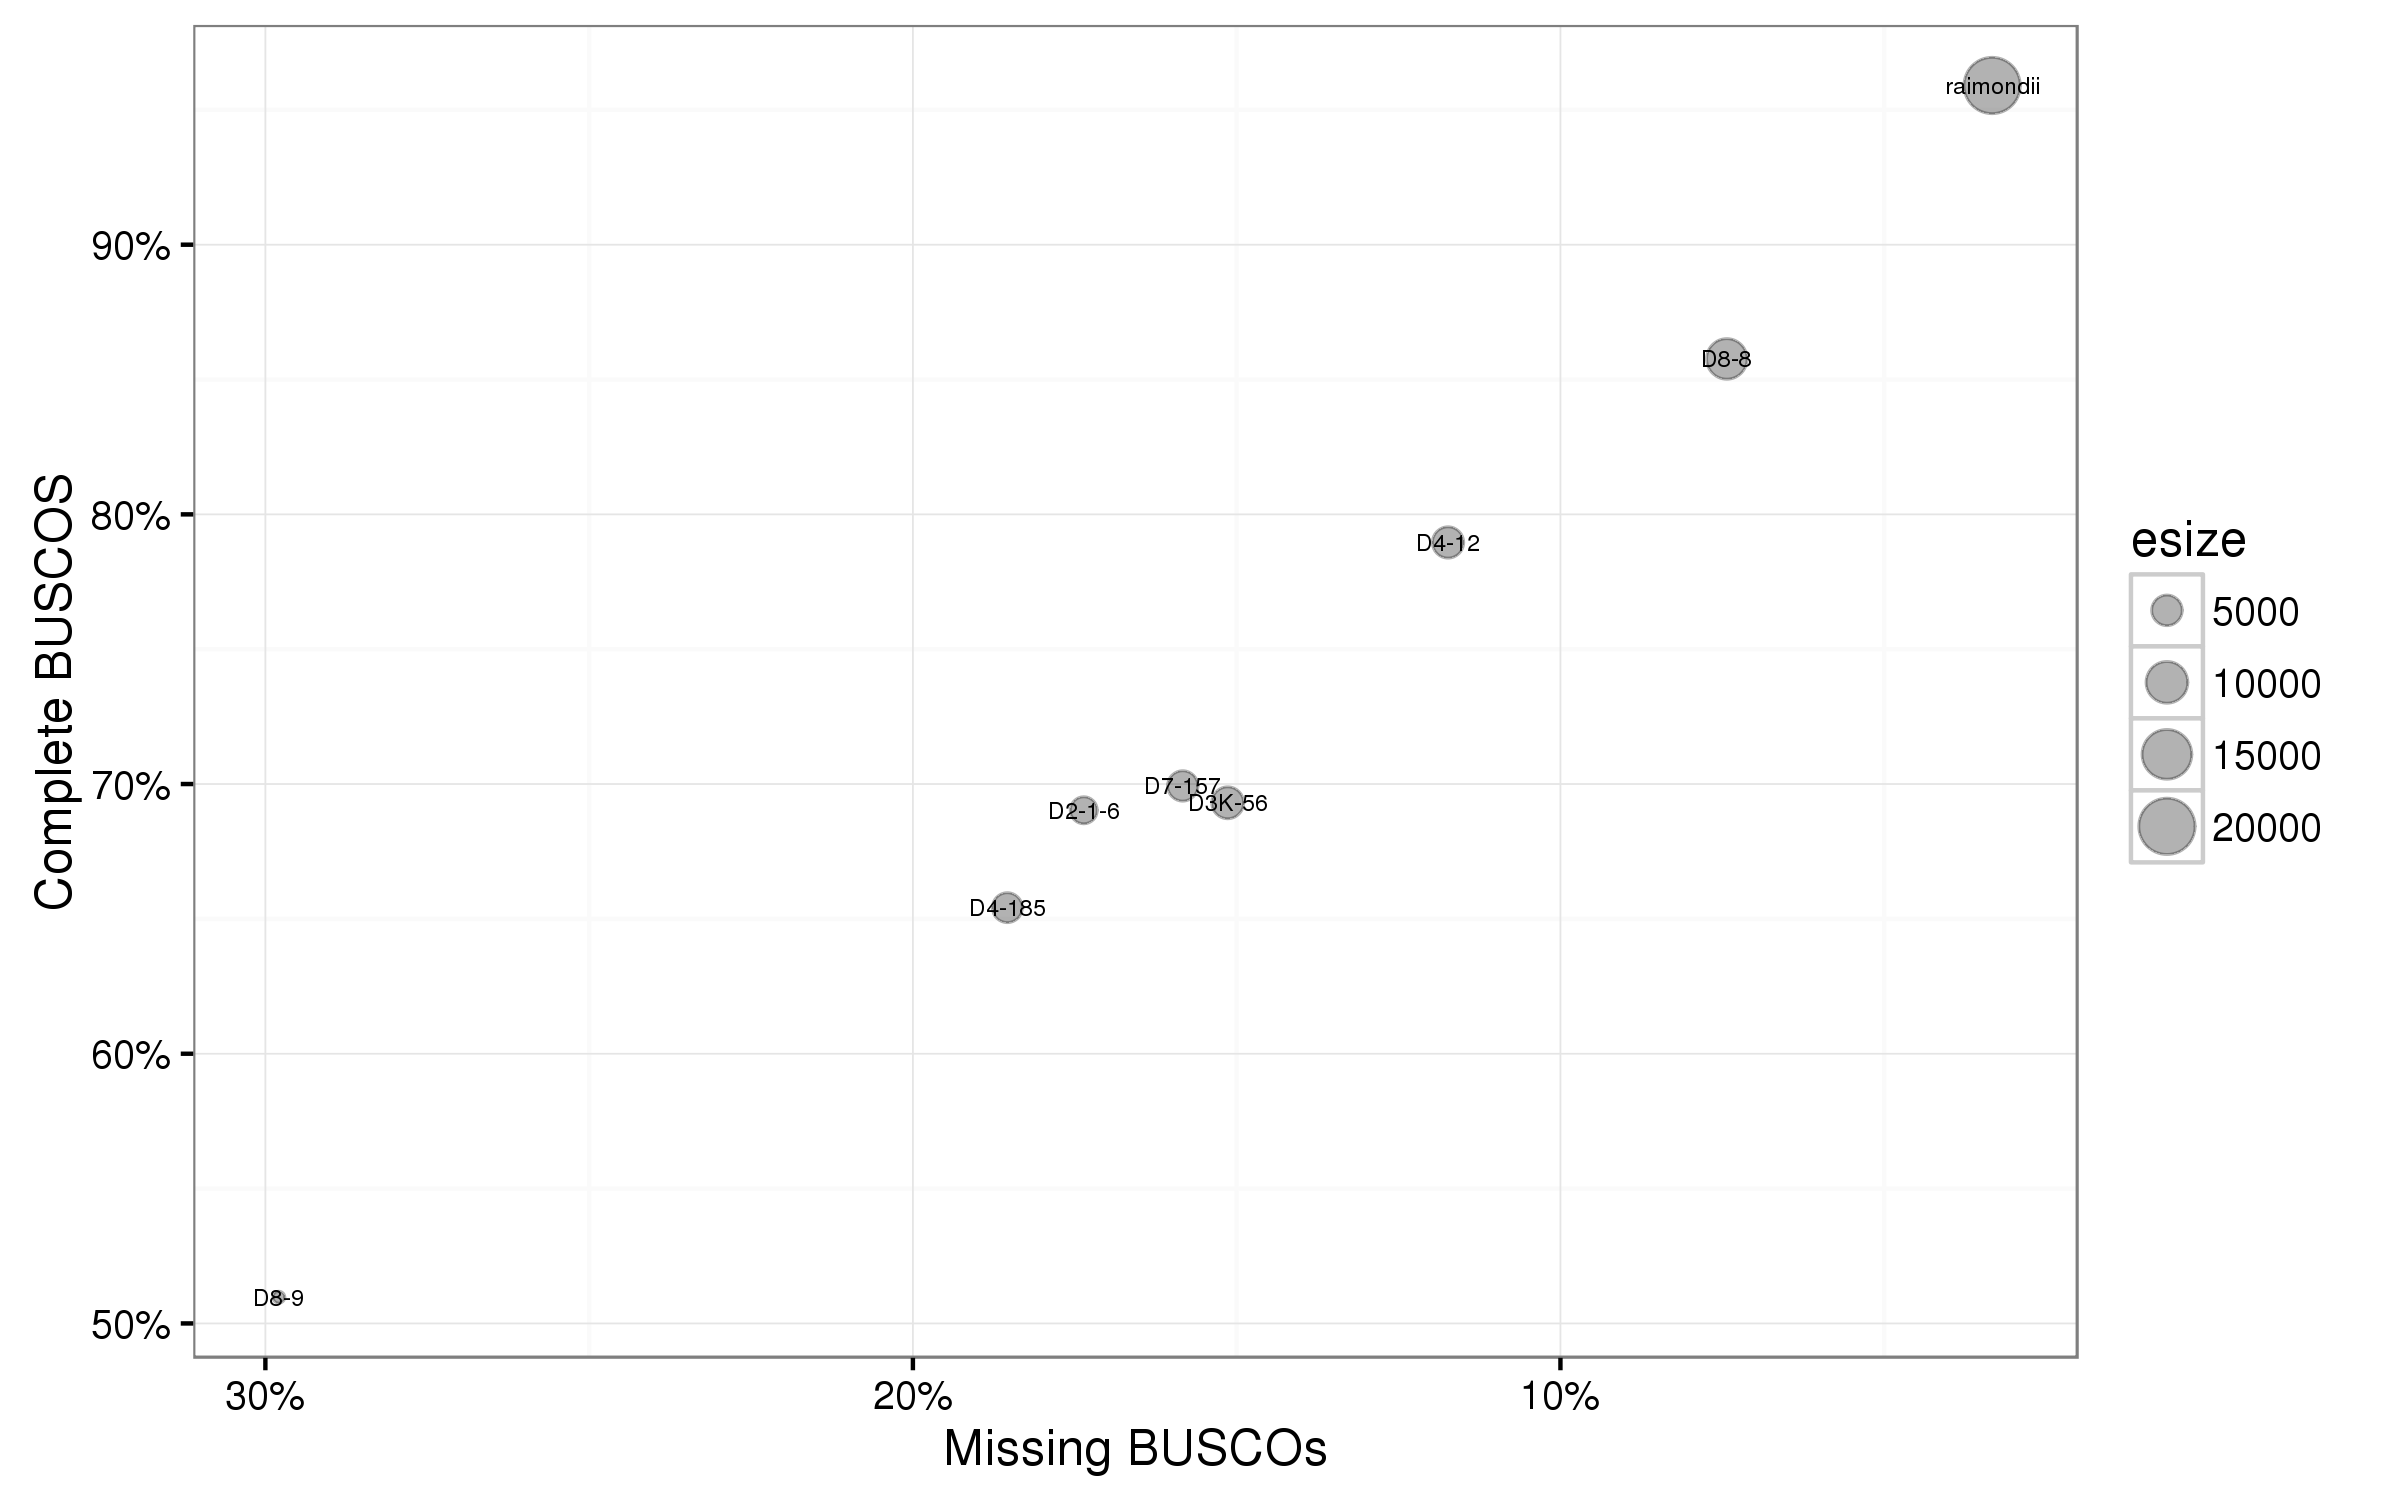 raimondii
90%
D8-8
80%
D4-12
70%
D7-157
D3K-56
D2-1-6
D4-185
60%
D8-9
50%
30%
20%
10%
Missing BUSCOs
Complete BUSCOS
esize
5000
10000
15000
20000